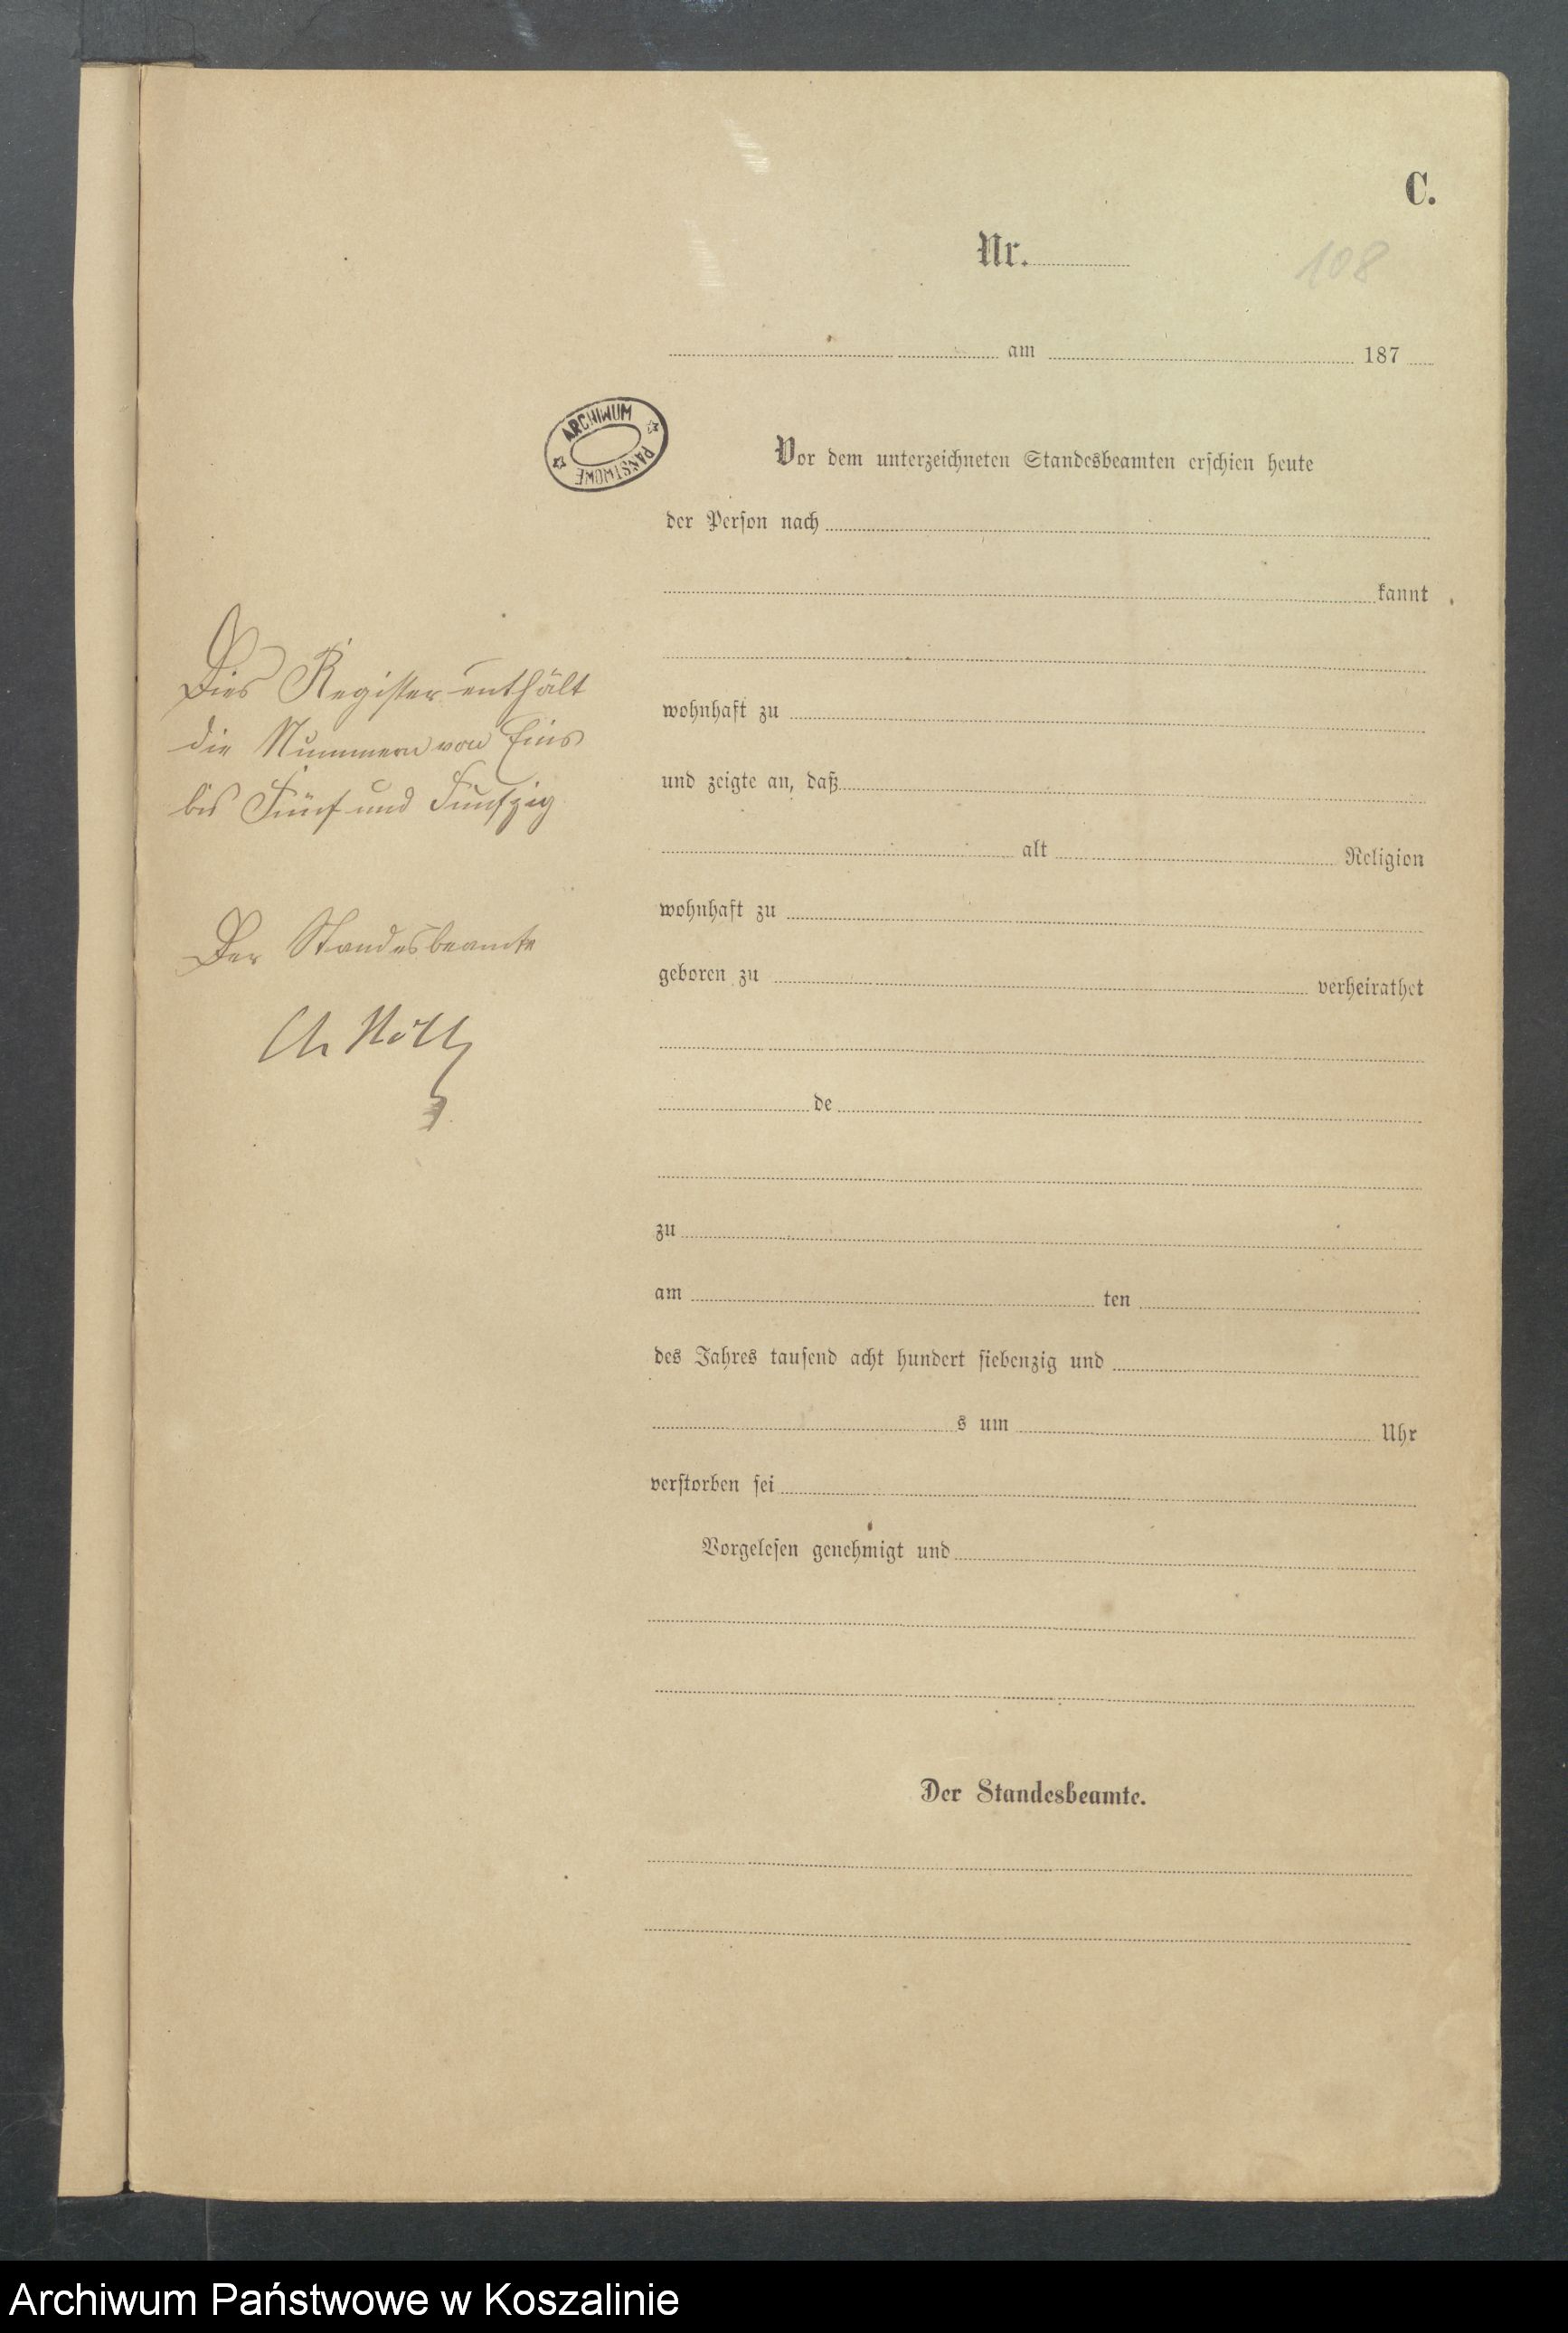 C.
Nr.
108
am 187
ARCHIWUM PAŃSTWOWE
Vor dem unterzeichneten Standesbeamten erschien heute
der Person nach
kannt
Dies Register enthält
die Nummern von Eins
bis Fünf und Funfzig
wohnhaft zu
und zeigte an, daß
alt Religion
wohnhaft zu
Der Standesbeamte
geboren zu verheirathet
de
zu
am ten
des Jahres tausend acht hundert siebenzig und
s um Uhr
verstorben sei
Vorgelesen genehmigt und
Der Standesbeamte.
Archiwum Państwowe w Koszalinie